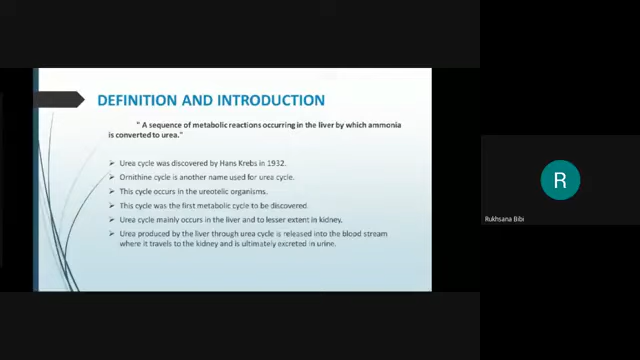 DEFINITION AND INTRODUCTION
" A sequence of metabolic reactions occurring in the liver by which ammonia
is converted to urea."
Urea cycle was discovered by Hans Krebs in 1932.
Ornithine cycle is another name used for urea cycle.
This cycle occurs in the ureotelic organisms.
This cycle was the first metabolic cycle to be discovered.
Urea cycle mainly occurs in the liver and to lesser extent in kidney.
Urea produced by the liver through urea cycle is released into the blood stream
where it travels to the kidney and is ultimately excreted in urine.
R
Rukhsana Bibi